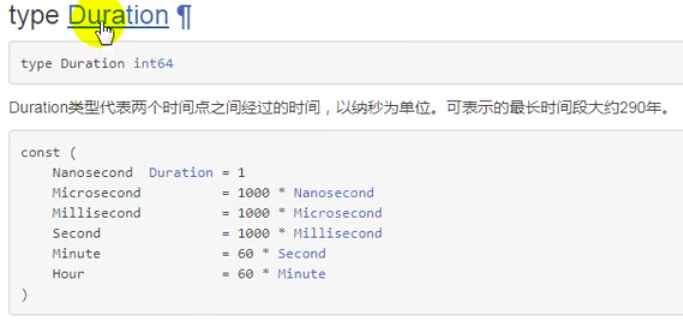 type Duration ¶
type Duration int64
Duration类型代表两个时间点之间经过的时间，以纳秒为单位。可表示的最长时间段大约290年。
const (
    Nanosecond  Duration = 1
    Microsecond          = 1000 * Nanosecond
    Millisecond          = 1000 * Microsecond
    Second               = 1000 * Millisecond
    Minute               = 60 * Second
    Hour                 = 60 * Minute
)